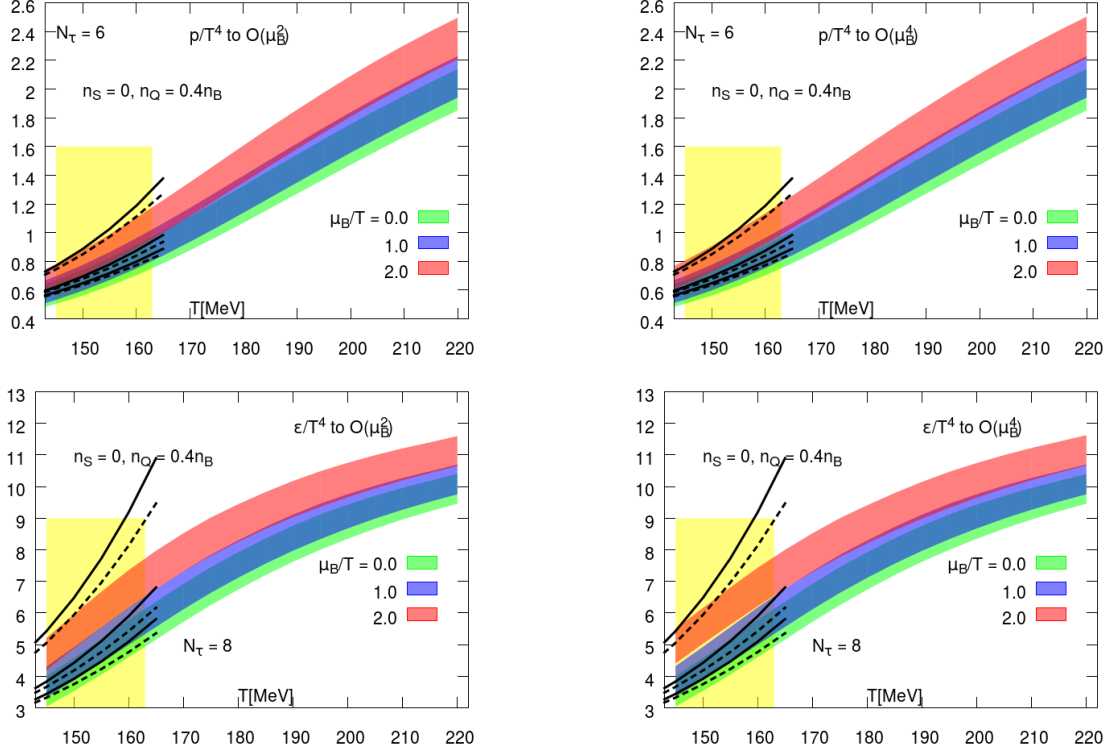 2.6
2.4
2.2
2
1.8
1.6
1.4
1.2
1
0.8
0.6
0.4
N_τ = 6
p/T⁴ to O(μ_B²)
n_S = 0, n_Q = 0.4n_B
μ_B/T = 0.0
1.0
2.0
T[MeV]
150 160 170 180 190 200 210 220
2.6
2.4
2.2
2
1.8
1.6
1.4
1.2
1
0.8
0.6
0.4
N_τ = 6
p/T⁴ to O(μ_B⁴)
n_S = 0, n_Q = 0.4n_B
μ_B/T = 0.0
1.0
2.0
T[MeV]
150 160 170 180 190 200 210 220
13
12
11
10
9
8
7
6
5
4
3
ε/T⁴ to O(μ_B²)
n_S = 0, n_Q = 0.4n_B
μ_B/T = 0.0
1.0
2.0
N_τ = 8
T[MeV]
150 160 170 180 190 200 210 220
13
12
11
10
9
8
7
6
5
4
3
ε/T⁴ to O(μ_B⁴)
n_S = 0, n_Q = 0.4n_B
μ_B/T = 0.0
1.0
2.0
N_τ = 8
T[MeV]
150 160 170 180 190 200 210 220